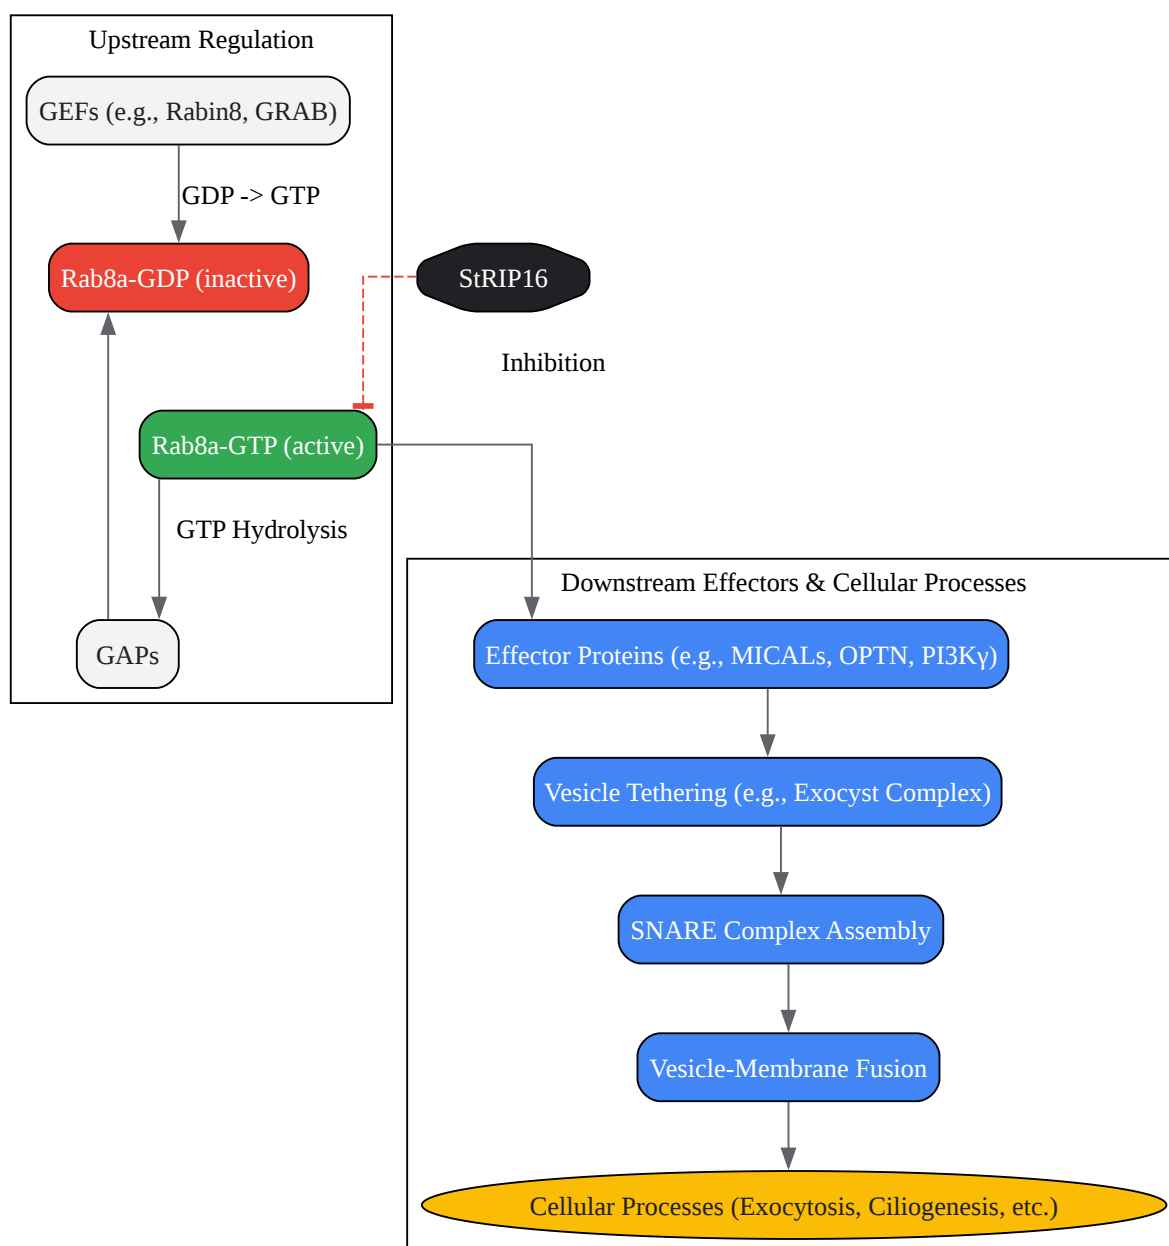 Upstream Regulation
GEFs (e.g., Rabin8, GRAB)
GDP -> GTP
Rab8a-GDP (inactive)
StRIP16
Inhibition
Rab8a-GTP (active)
GTP Hydrolysis
GAPs
Downstream Effectors & Cellular Processes
Effector Proteins (e.g., MICALs, OPTN, PI3Kγ)
Vesicle Tethering (e.g., Exocyst Complex)
SNARE Complex Assembly
Vesicle-Membrane Fusion
Cellular Processes (Exocytosis, Ciliogenesis, etc.)